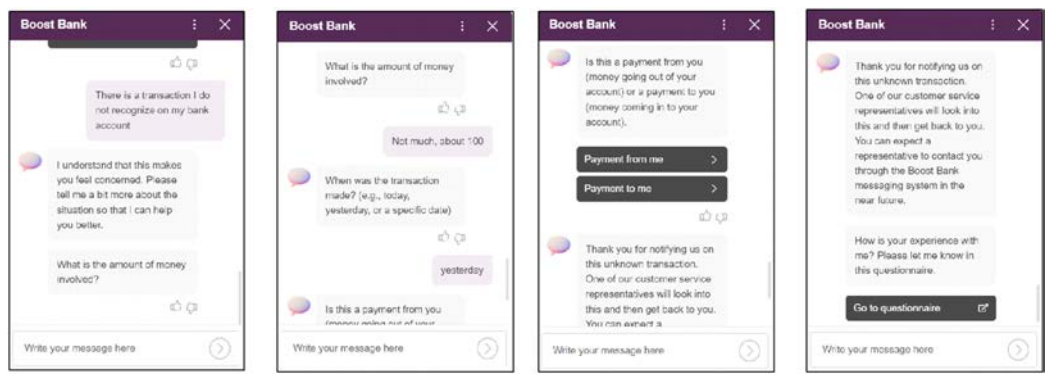 Boost Bank
There is a transaction I do
not recognize on my bank
account
I understand that this makes
you feel concerned. Please
tell me a bit more about the
situation so that I can help
you better.
What is the amount of money
involved?
Write your message here
Boost Bank
What is the amount of money
involved?
Not much, about 100
When was the transaction
made? (e.g., today,
yesterday, or a specific date)
yesterday
Is this a payment from you
(money going out of your
Write your message here
Boost Bank
Is this a payment from you
(money going out of your
account) or a payment to you
(money coming in to your
account).
Payment from me
Payment to me
Thank you for notifying us on
this unknown transaction.
One of our customer service
representatives will look into
this and then get back to you.
You can expect a
Write your message here
Boost Bank
Thank you for notifying us on
this unknown transaction.
One of our customer service
representatives will look into
this and then get back to you.
You can expect a
representative to contact you
through the Boost Bank
messaging system in the
near future.
How is your experience with
me? Please let me know in
this questionnaire.
Go to questionnaire
Write your message here